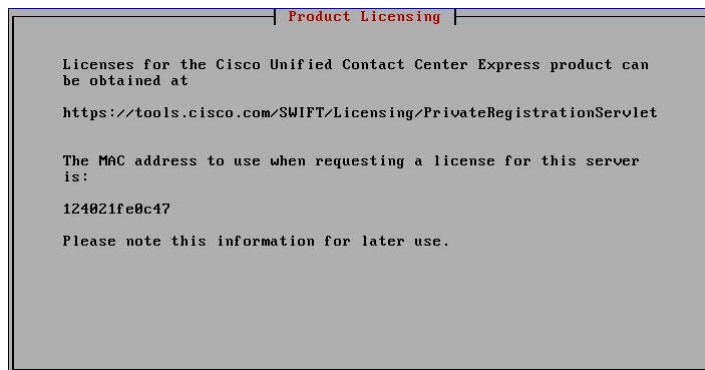 Product Licensing
Licenses for the Cisco Unified Contact Center Express product can
be obtained at
https://tools.cisco.com/SWIFT/Licensing/PrivateRegistrationServlet
The MAC address to use when requesting a license for this server
is:
124021fe0c47
Please note this information for later use.